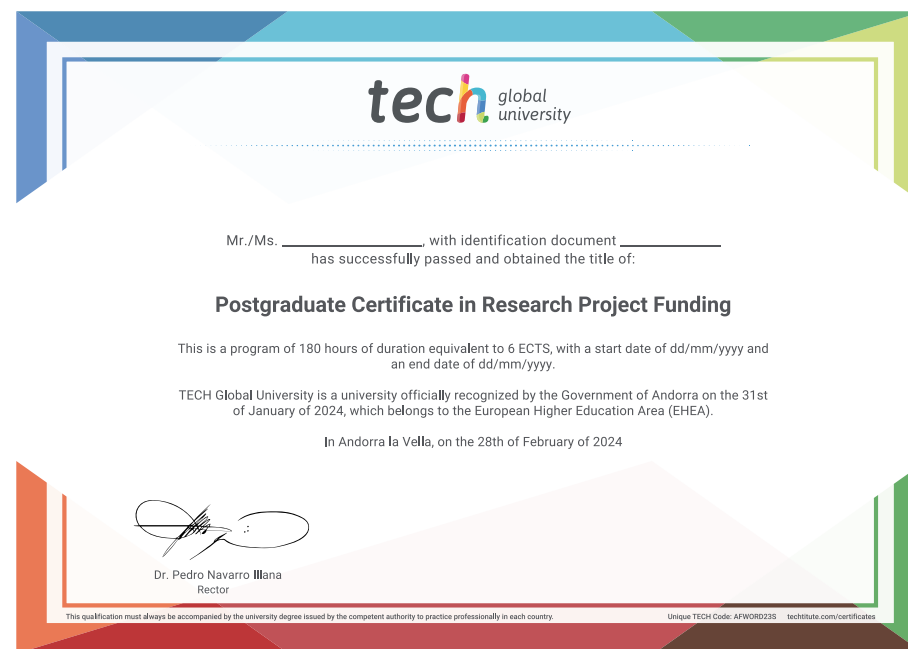 tech global university
Mr./Ms. ____________, with identification document ____________
has successfully passed and obtained the title of:
Postgraduate Certificate in Research Project Funding
This is a program of 180 hours of duration equivalent to 6 ECTS, with a start date of dd/mm/yyyy and
an end date of dd/mm/yyyy.
TECH Global University is a university officially recognized by the Government of Andorra on the 31st
of January of 2024, which belongs to the European Higher Education Area (EHEA).
In Andorra la Vella, on the 28th of February of 2024
Dr. Pedro Navarro Illana
Rector
This qualification must always be accompanied by the university degree issued by the competent authority to practice professionally in each country.
Unique TECH Code: AFWORD23S techtitute.com/certificates